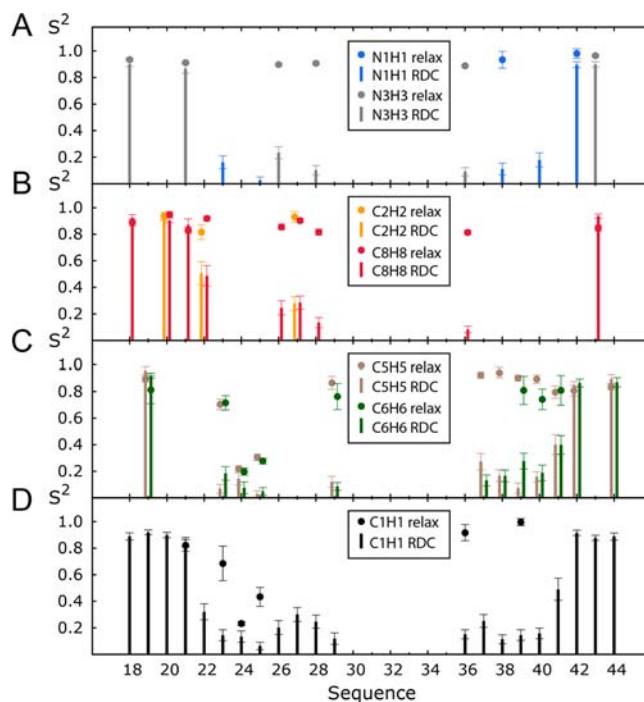 A
S2
1.0
0.8
0.6
0.4
0.2
N1H1 relax
N1H1 RDC
N3H3 relax
N3H3 RDC
B
S2
1.0
0.8
0.6
0.4
0.2
C2H2 relax
C2H2 RDC
C8H8 relax
C8H8 RDC
C
S2
1.0
0.8
0.6
0.4
0.2
C5H5 relax
C5H5 RDC
C6H6 relax
C6H6 RDC
D
S2
1.0
0.8
0.6
0.4
0.2
C1H1 relax
C1H1 RDC
18 20 22 24 26 28 30 32 34 36 38 40 42 44
Sequence